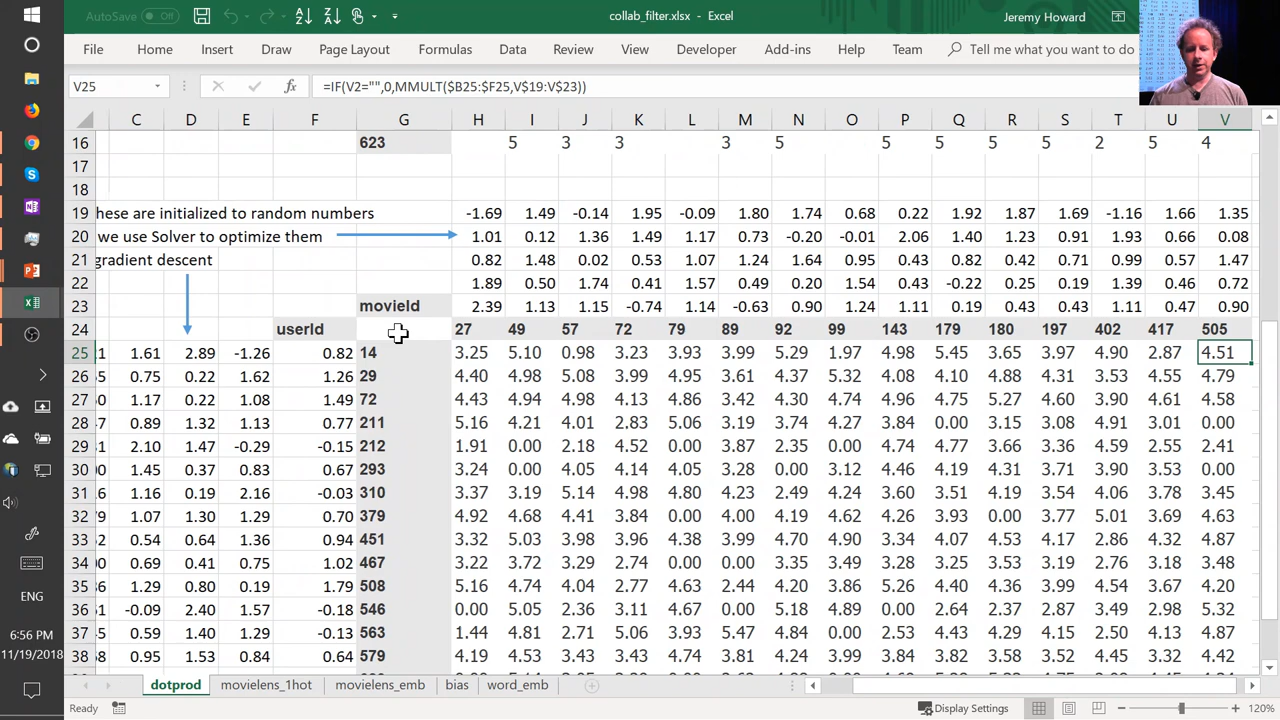 AutoSave Off collab_filter.xlsx - Excel Jeremy Howard
File Home Insert Draw Page Layout Formulas Data Review View Developer Add-ins Help Team Tell me what you want to do
V25 fx =IF(V2="",0,MMULT($B25:$F25,V$19:V$23))
C D E F G H I J K L M N O P Q R S T U V
16 623 5 3 3 3 5 5 5 5 5 2 5 4
17
18
19 hese are initialized to random numbers -1.69 1.49 -0.14 1.95 -0.09 1.80 1.74 0.68 0.22 1.92 1.87 1.69 -1.16 1.66 1.35
20 we use Solver to optimize them 1.01 0.12 1.36 1.49 1.17 0.73 -0.20 -0.01 2.06 1.40 1.23 0.91 1.93 0.66 0.08
21 gradient descent 0.82 1.48 0.02 0.53 1.07 1.24 1.64 0.95 0.43 0.82 0.42 0.71 0.99 0.57 1.47
22 1.89 0.50 1.74 0.41 1.57 0.49 0.20 1.54 0.43 -0.22 0.25 -0.16 0.39 0.46 0.72
23 movieId 2.39 1.13 1.15 -0.74 1.14 -0.63 0.90 1.24 1.11 0.19 0.43 0.43 1.11 0.47 0.90
24 userId 27 49 57 72 79 89 92 99 143 179 180 197 402 417 505
25 1 1.61 2.89 -1.26 0.82 14 3.25 5.10 0.98 3.23 3.93 3.99 5.29 1.97 4.98 5.45 3.65 3.97 4.90 2.87 4.51
26 5 0.75 0.22 1.62 1.26 29 4.40 4.98 5.08 3.99 4.95 3.61 4.37 5.32 4.08 4.10 4.88 4.31 3.53 4.55 4.79
27 0 1.17 0.22 1.08 1.49 72 4.43 4.94 4.98 4.13 4.86 3.42 4.30 4.74 4.96 4.75 5.27 4.60 3.90 4.61 4.58
28 7 0.89 1.32 1.13 0.77 211 5.16 4.21 4.01 2.83 5.06 3.19 3.74 4.27 3.84 0.00 3.15 3.08 4.91 3.01 0.00
29 1 2.10 1.47 -0.29 -0.15 212 1.91 0.00 2.18 4.52 0.00 3.87 2.35 0.00 4.74 4.77 3.66 3.36 4.59 2.55 2.41
30 9 1.45 0.37 0.83 0.67 293 3.24 0.00 4.05 4.14 4.05 3.28 0.00 3.12 4.46 4.19 4.31 3.71 3.90 3.53 0.00
31 6 1.16 0.19 2.16 -0.03 310 3.37 3.19 5.14 4.98 4.80 4.23 2.49 4.24 3.60 3.51 4.19 3.54 4.06 3.78 3.45
32 2 1.07 1.30 1.29 0.70 379 4.92 4.68 4.41 3.84 0.00 4.00 4.19 4.62 4.26 3.93 0.00 3.77 5.01 3.69 4.63
33 1 0.54 0.64 1.36 0.94 451 3.32 5.03 3.98 3.96 4.38 3.99 4.70 4.90 3.34 4.07 4.53 4.17 2.86 4.32 4.87
34 0 0.69 0.41 0.75 1.02 467 3.22 3.72 3.29 2.74 0.00 0.00 3.35 3.49 3.28 3.25 3.52 3.19 2.76 3.18 3.48
35 6 1.29 0.80 0.19 1.79 508 5.16 4.74 4.04 2.77 4.63 2.44 4.20 3.86 5.26 4.40 4.36 3.99 4.54 3.67 4.20
36 1 -0.09 2.40 1.57 -0.18 546 0.00 5.05 2.36 3.11 4.67 0.00 5.18 4.89 0.00 2.64 2.37 2.87 3.49 2.98 5.32
37 5 0.59 1.40 1.29 -0.13 563 1.44 4.81 2.71 5.06 3.93 5.47 4.84 0.00 2.53 4.43 4.29 4.15 2.50 4.13 4.87
38 8 0.95 1.53 0.84 0.64 579 4.19 4.53 3.43 3.43 4.74 3.81 4.24 3.99 3.83 3.58 3.33 3.72 4.75 3.22 4.42
dotprod movielens_1hot movielens_emb bias word_emb
Ready Display Settings 120%
ENG
6:56 PM
11/19/2018